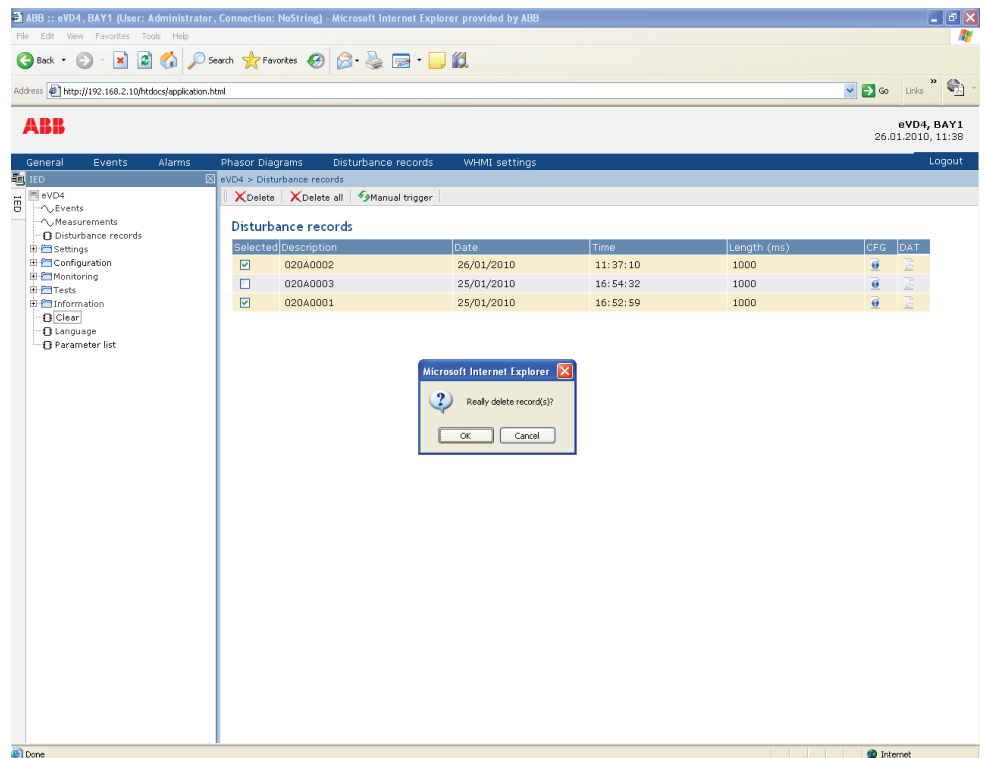 ABB :: eVD4, BAY1 (User: Administrator, Connection: NoString) - Microsoft Internet Explorer provided by ABB
File Edit View Favorites Tools Help
Back Search Favorites
Address http://192.168.2.10/htdocs/application.html Go Links »
ABB
eVD4, BAY1
26.01.2010, 11:38
General Events Alarms Phasor Diagrams Disturbance records WHMI settings Logout
IED
IED
eVD4 > Disturbance records
eVD4
Events
Measurements
Disturbance records
Settings
Configuration
Monitoring
Tests
Information
Clear
Language
Parameter list
Delete Delete all Manual trigger
Disturbance records
Selected Description Date Time Length (ms) CFG DAT
020A0002 26/01/2010 11:37:10 1000
020A0003 25/01/2010 16:54:32 1000
020A0001 25/01/2010 16:52:59 1000
Microsoft Internet Explorer
Really delete record(s)?
OK Cancel
Done Internet